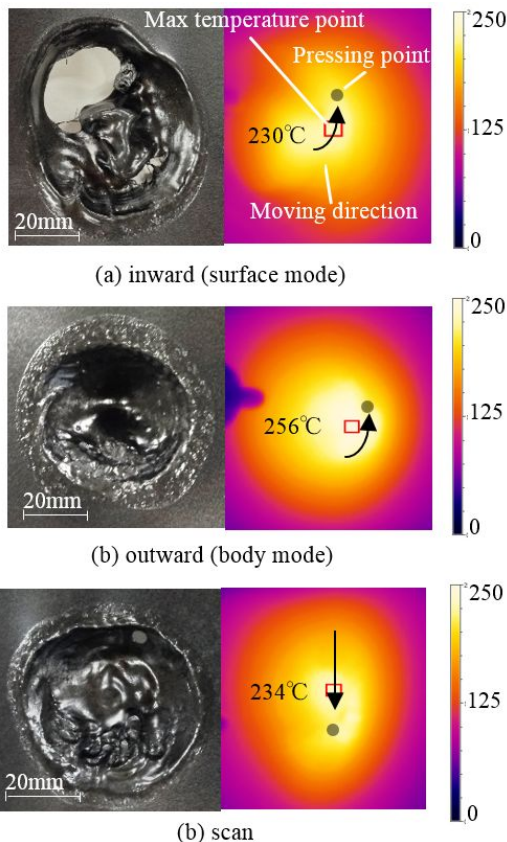 Max temperature point
250
Pressing point
230℃
125
Moving direction
20mm
0
(a) inward (surface mode)
250
256℃
125
20mm
0
(b) outward (body mode)
250
234℃
125
20mm
0
(b) scan